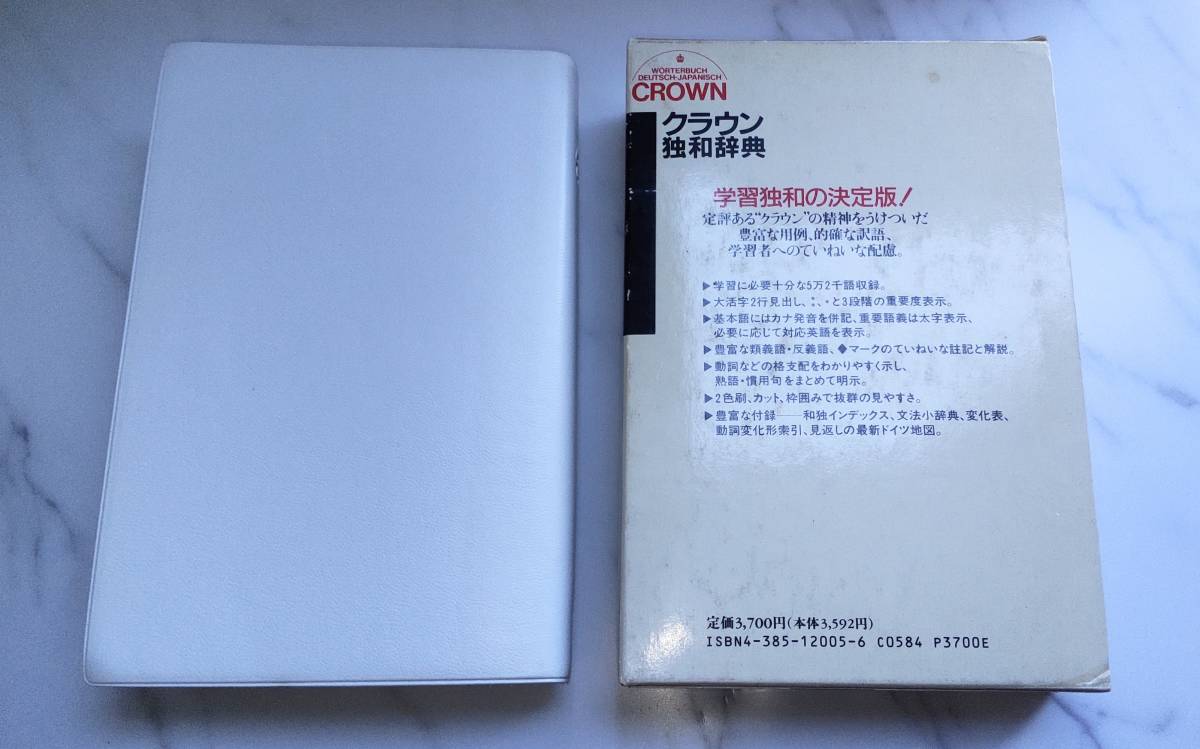 WÖRTERBUCH
DEUTSCH-JAPANISCH
CROWN
クラウン
独和辞典
学習独和の決定版!
定評ある“クラウン”の精神をうけついだ
豊富な用例、的確な訳語、
学習者へのていねいな配慮。
▶学習に必要十分な5万2千語収録。
▶大活字2行見出し、⁑、*と3段階の重要度表示。
▶基本語にはカナ発音を併記、重要語義は太字表示、
必要に応じて対応英語を表示。
▶豊富な類義語・反義語、◆マークのていねいな註記と解説。
▶動詞などの格支配をわかりやすく示し、
熟語・慣用句をまとめて明示。
▶2色刷、カット、枠囲みで抜群の見やすさ。
▶豊富な付録――和独インデックス、文法小辞典、変化表、
動詞変化形索引、見返しの最新ドイツ地図。
定価3,700円(本体3,592円)
ISBN4-385-12005-6 C0584 P3700E